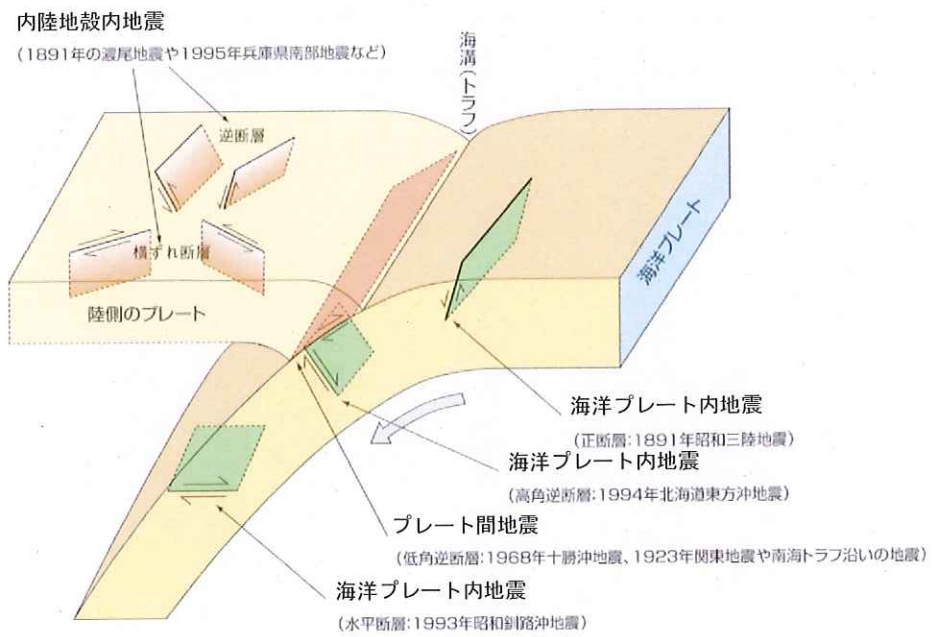 内陸地殻内地震
(1891年の濃尾地震や1995年兵庫県南部地震など)
海溝(トラフ)
逆断層
横ずれ断層
陸側のプレート
海洋プレート
海洋プレート内地震
(正断層:1891年昭和三陸地震)
海洋プレート内地震
(高角逆断層:1994年北海道東方沖地震)
プレート間地震
(低角逆断層:1968年十勝沖地震、1923年関東地震や南海トラフ沿いの地震)
海洋プレート内地震
(水平断層:1993年昭和釧路沖地震)